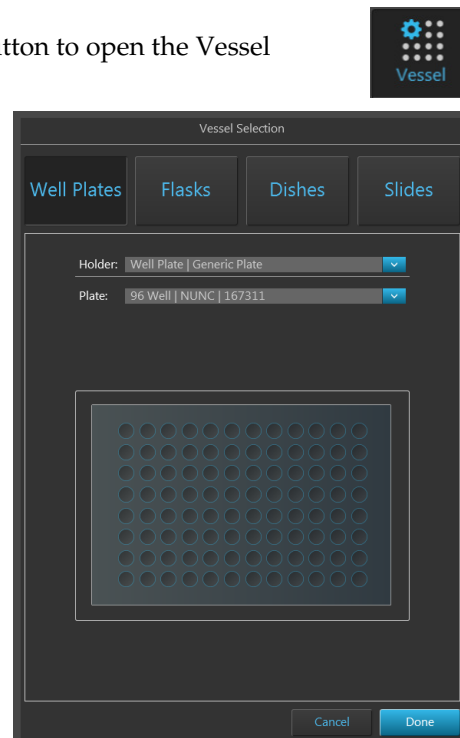 tton to open the Vessel
Vessel
Vessel Selection
Well Plates Flasks Dishes Slides
Holder: Well Plate | Generic Plate
Plate: 96 Well | NUNC | 167311
Cancel Done